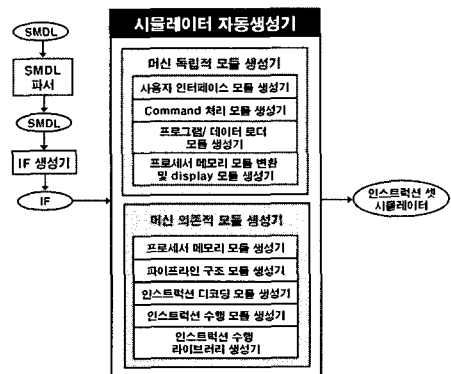 SMDL
SMDL
파서
SMDL
IF 생성기
IF
시뮬레이터 자동생성기
머신 독립적 모듈 생성기
사용자 인터페이스 모듈 생성기
Command 처리 모듈 생성기
프로그램/ 데이터 로더
모듈 생성기
프로세서 메모리 모듈 변환
및 display 모듈 생성기
머신 의존적 모듈 생성기
프로세서 메모리 모듈 생성기
파이프라인 구조 모듈 생성기
인스트럭션 디코딩 모듈 생성기
인스트럭션 수행 모듈 생성기
인스트럭션 수행
라이브러리 생성기
인스트럭션 셋
시뮬레이터